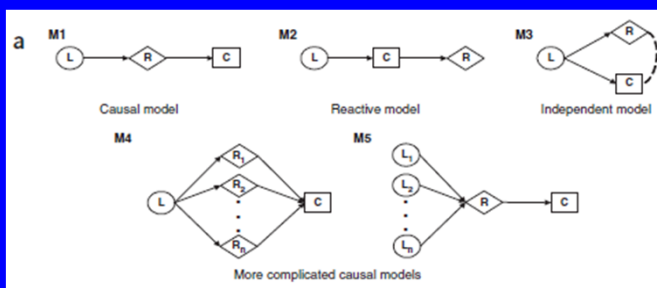 a
M1
L R C
Causal model
M2
L C R
Reactive model
M3
L R C
Independent model
M4
L R1 R2 Rn C
M5
L1 L2 Ln R C
More complicated causal models